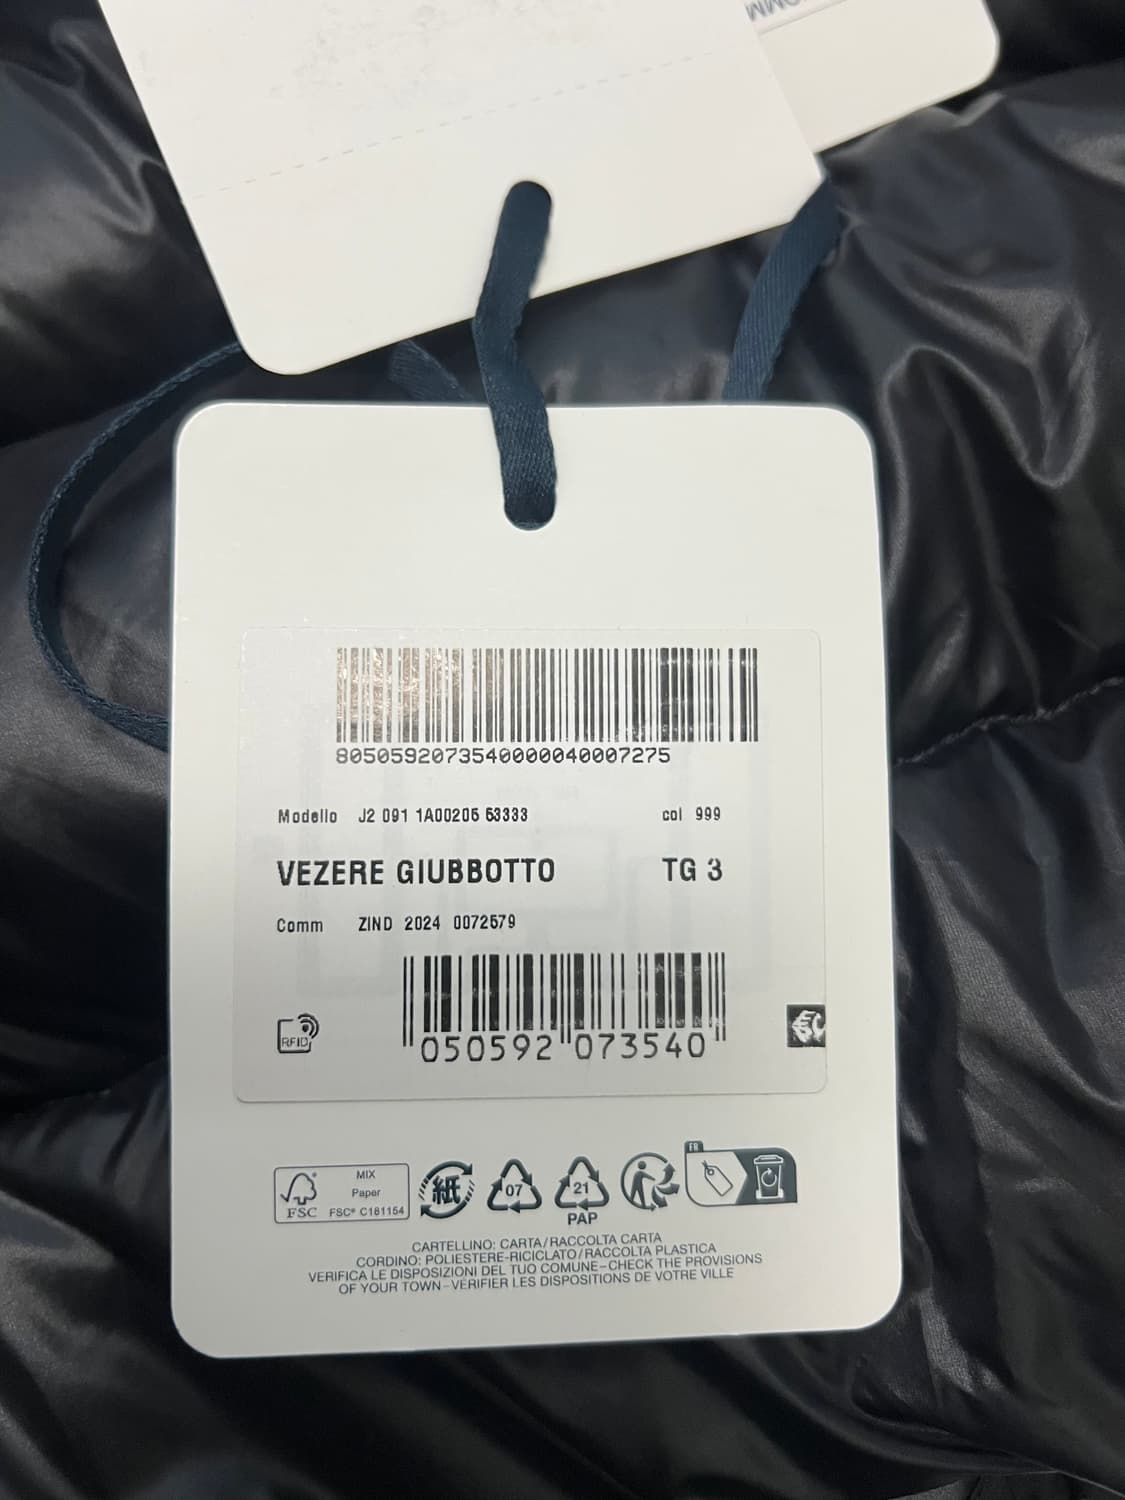 8050592073540000040007275
Modello J2 091 1A00205 53333 col 999
VEZERE GIUBBOTTO TG 3
Comm ZIND 2024 0072579
RFID
050592 073540
FSC MIX
Paper
FSC® C181154
紙
07
21
PAP
FR
CARTELLINO: CARTA/RACCOLTA CARTA
CORDINO: POLIESTERE-RICICLATO/RACCOLTA PLASTICA
VERIFICA LE DISPOSIZIONI DEL TUO COMUNE–CHECK THE PROVISIONS
OF YOUR TOWN–VERIFIER LES DISPOSITIONS DE VOTRE VILLE